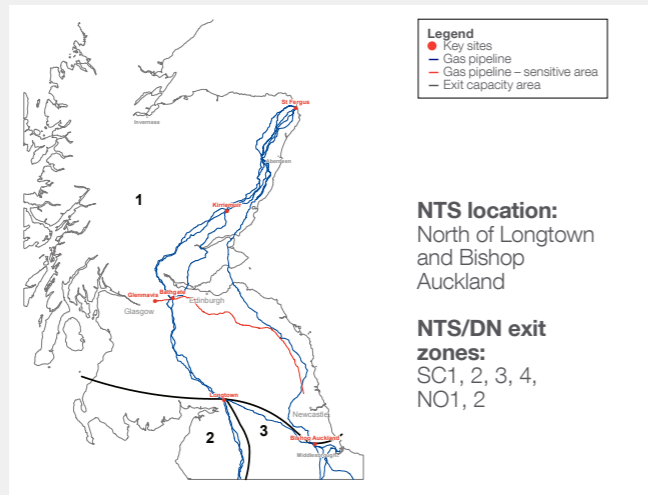 Legend
Key sites
Gas pipeline
Gas pipeline – sensitive area
Exit capacity area
St Fergus
Inverness
Aberdeen
1
Kirriemuir
Glenmavis
Bathgate
Edinburgh
Glasgow
Longtown
Newcastle
2
3
Bishop Auckland
Middlesbrough
NTS location:
North of Longtown
and Bishop
Auckland
NTS/DN exit
zones:
SC1, 2, 3, 4,
NO1, 2